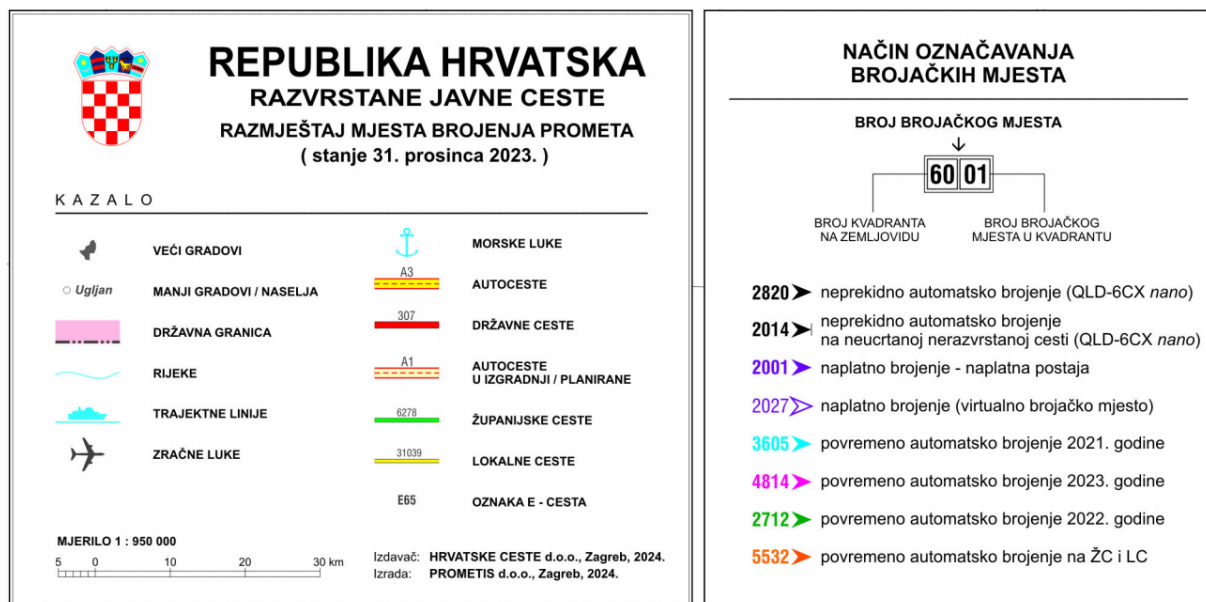 REPUBLIKA HRVATSKA
RAZVRSTANE JAVNE CESTE
RAZMJEŠTAJ MJESTA BROJENJA PROMETA
( stanje 31. prosinca 2023. )
KAZALO
VEĆI GRADOVI
Ugljan
MANJI GRADOVI / NASELJA
DRŽAVNA GRANICA
RIJEKE
TRAJEKTNE LINIJE
ZRAČNE LUKE
MORSKE LUKE
A3
AUTOCESTE
307
DRŽAVNE CESTE
A1
AUTOCESTE
U IZGRADNJI / PLANIRANE
6278
ŽUPANIJSKE CESTE
31039
LOKALNE CESTE
E65
OZNAKA E - CESTA
MJERILO 1 : 950 000
5 0 10 20 30 km
Izdavač: HRVATSKE CESTE d.o.o., Zagreb, 2024.
Izrada: PROMETIS d.o.o., Zagreb, 2024.
NAČIN OZNAČAVANJA
BROJAČKIH MJESTA
BROJ BROJAČKOG MJESTA
60 01
BROJ KVADRANTA
NA ZEMLJOVIDU
BROJ BROJAČKOG
MJESTA U KVADRANTU
2820 neprekidno automatsko brojenje (QLD-6CX nano)
2014 neprekidno automatsko brojenje
na neucrtanoj nerazvrstanoj cesti (QLD-6CX nano)
2001 naplatno brojenje - naplatna postaja
2027 naplatno brojenje (virtualno brojačko mjesto)
3605 povremeno automatsko brojenje 2021. godine
4814 povremeno automatsko brojenje 2023. godine
2712 povremeno automatsko brojenje 2022. godine
5532 povremeno automatsko brojenje na ŽC i LC